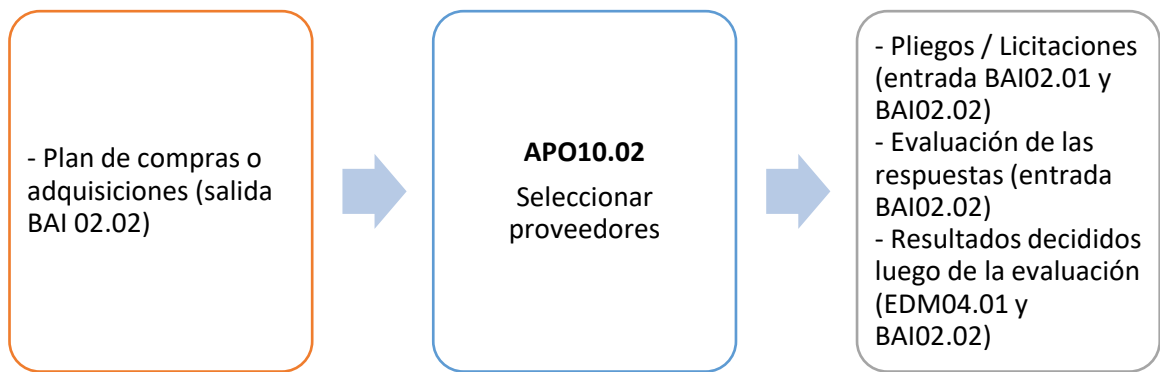 - Plan de compras o
adquisiciones (salida
BAI 02.02)
APO10.02
Seleccionar
proveedores
- Pliegos / Licitaciones
(entrada BAI02.01 y
BAI02.02)
- Evaluación de las
respuestas (entrada
BAI02.02)
- Resultados decididos
luego de la evaluación
(EDM04.01 y
BAI02.02)